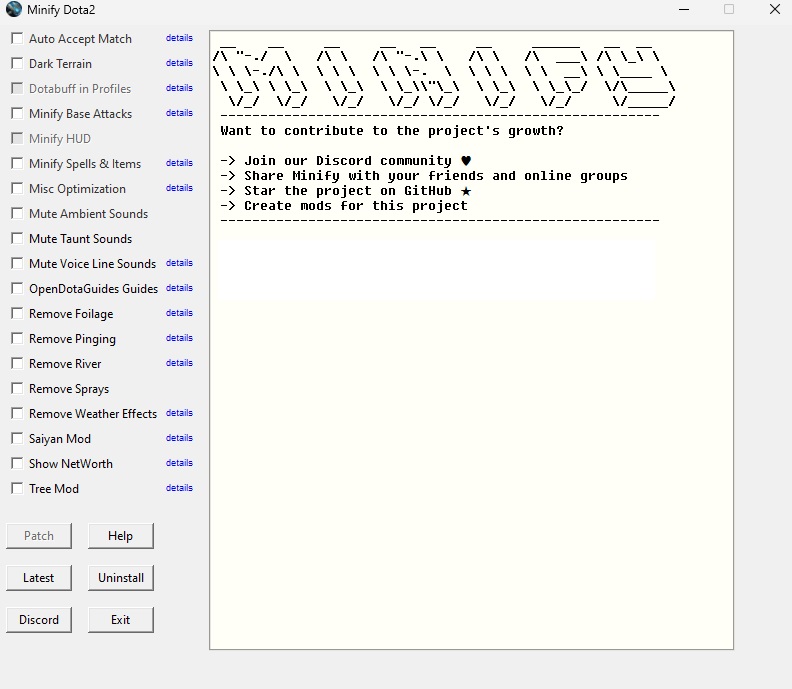 Minify Dota2
Auto Accept Match details
Dark Terrain details
Dotabuff in Profiles details
Minify Base Attacks details
Minify HUD
Minify Spells & Items details
Misc Optimization details
Mute Ambient Sounds
Mute Taunt Sounds
Mute Voice Line Sounds details
OpenDotaGuides Guides details
Remove Foilage details
Remove Pinging details
Remove River details
Remove Sprays
Remove Weather Effects details
Saiyan Mod details
Show NetWorth details
Tree Mod details
Patch Help
Latest Uninstall
Discord Exit
MINIFY
Want to contribute to the project's growth?
-> Join our Discord community ♥
-> Share Minify with your friends and online groups
-> Star the project on GitHub ★
-> Create mods for this project